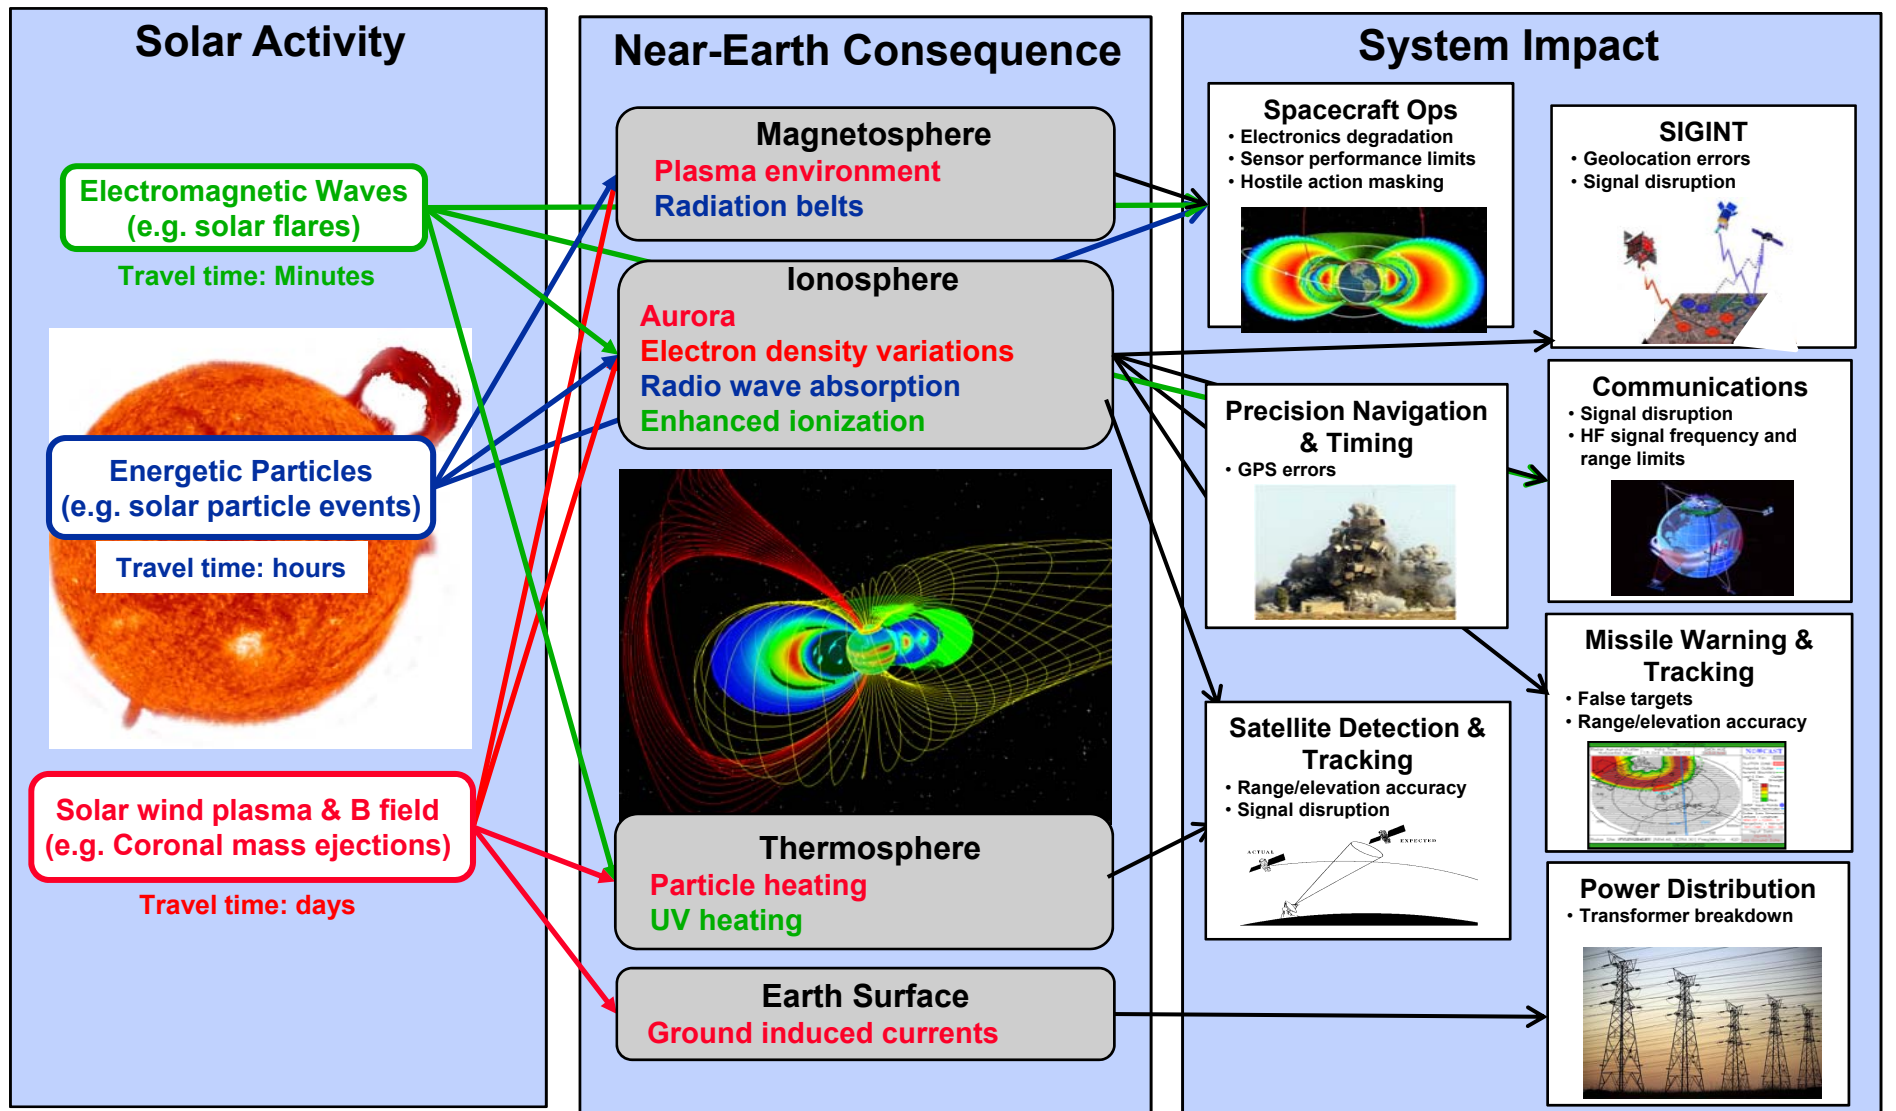 Solar Activity
Electromagnetic Waves
(e.g. solar flares)
Travel time: Minutes
Energetic Particles
(e.g. solar particle events)
Travel time: hours
Solar wind plasma & B field
(e.g. Coronal mass ejections)
Travel time: days
Near-Earth Consequence
Magnetosphere
Plasma environment
Radiation belts
Ionosphere
Aurora
Electron density variations
Radio wave absorption
Enhanced ionization
Thermosphere
Particle heating
UV heating
Earth Surface
Ground induced currents
System Impact
Spacecraft Ops
• Electronics degradation
• Sensor performance limits
• Hostile action masking
SIGINT
• Geolocation errors
• Signal disruption
Precision Navigation
& Timing
• GPS errors
Communications
• Signal disruption
• HF signal frequency and
range limits
Satellite Detection &
Tracking
• Range/elevation accuracy
• Signal disruption
ACTUAL
EXPECTED
Missile Warning &
Tracking
• False targets
• Range/elevation accuracy
Power Distribution
• Transformer breakdown